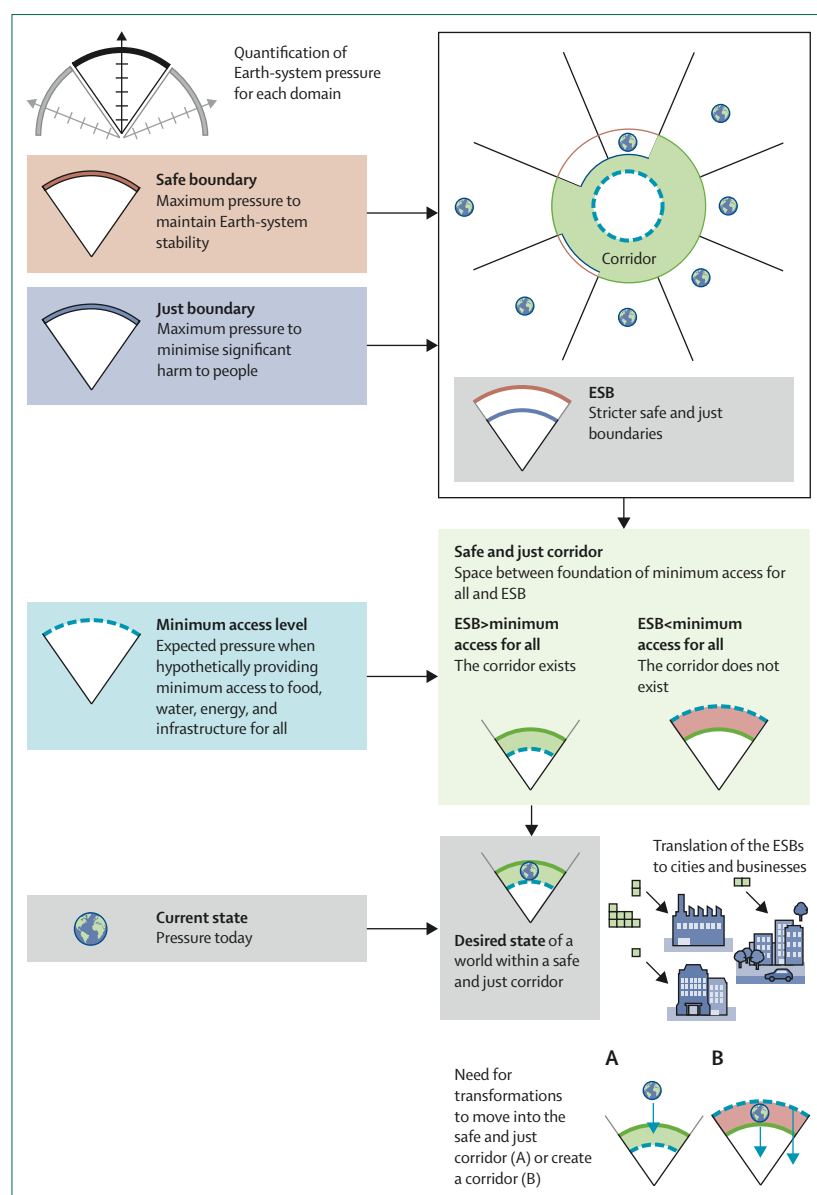 Quantification of
Earth-system pressure
for each domain
Safe boundary
Maximum pressure to
maintain Earth-system
stability
Just boundary
Maximum pressure to
minimise significant
harm to people
Corridor
ESB
Stricter safe and just
boundaries
Safe and just corridor
Space between foundation of minimum access for
all and ESB
ESB>minimum
access for all
The corridor exists
ESB<minimum
access for all
The corridor does not
exist
Minimum access level
Expected pressure when
hypothetically providing
minimum access to food,
water, energy, and
infrastructure for all
Current state
Pressure today
Desired state of a
world within a safe
and just corridor
Translation of the ESBs
to cities and businesses
Need for
transformations
to move into the
safe and just
corridor (A) or create
a corridor (B)
A
B